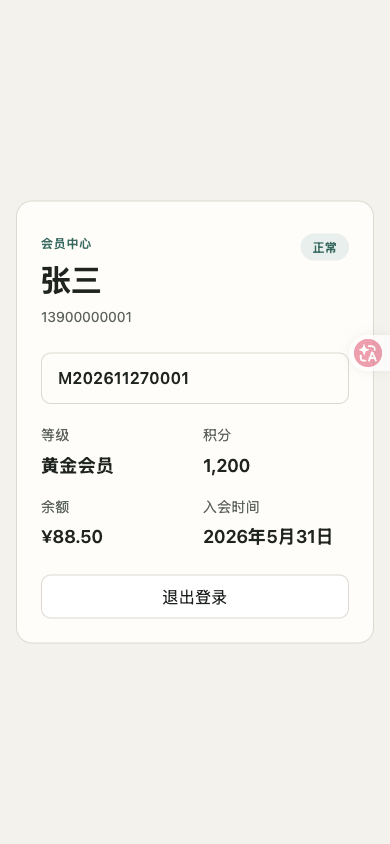 会员中心
正常
张三
13900000001
M202611270001
等级
积分
黄金会员
1,200
余额
入会时间
¥88.50
2026年5月31日
退出登录